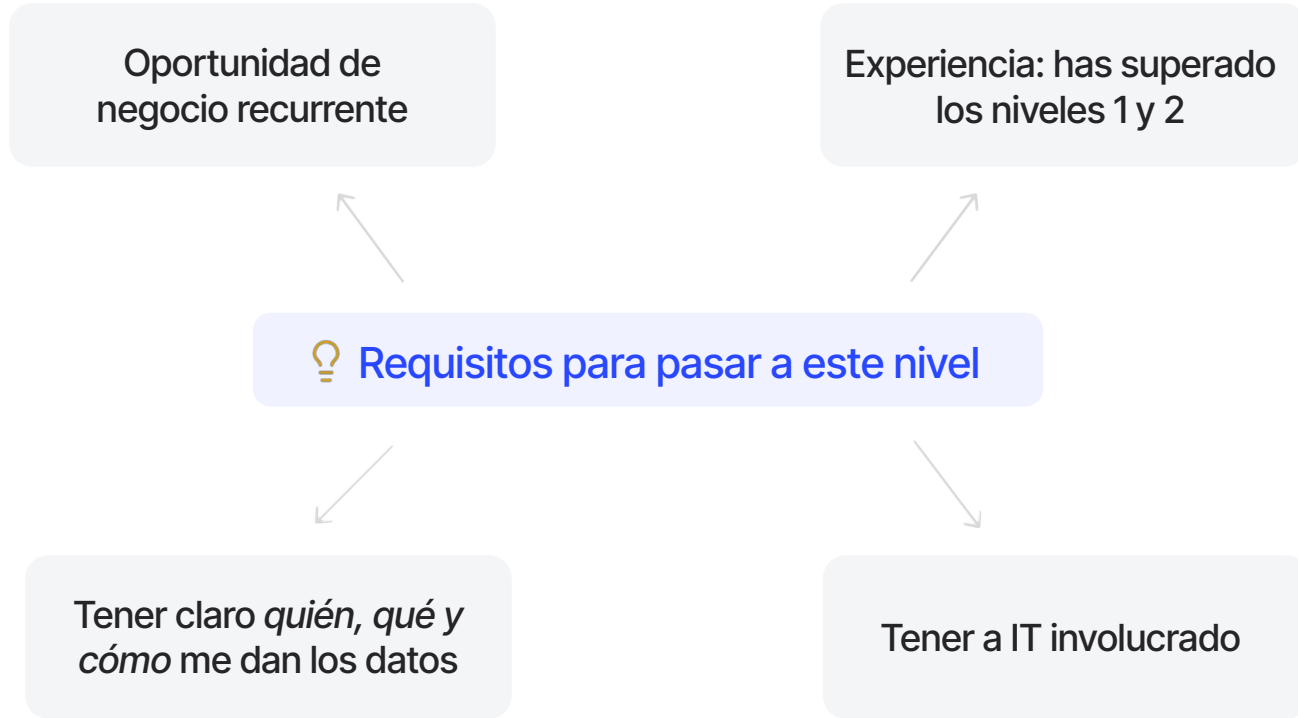 Oportunidad de
negocio recurrente
Experiencia: has superado
los niveles 1 y 2
Requisitos para pasar a este nivel
Tener claro quién, qué y
cómo me dan los datos
Tener a IT involucrado